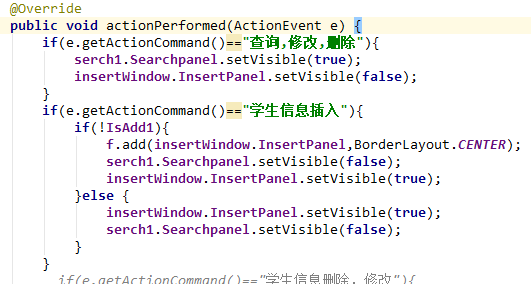 @Override
public void actionPerformed(ActionEvent e) {
if(e.getActionCommand()=="查询,修改,删除"){
serch1.Searchpanel.setVisible(true);
insertWindow.InsertPanel.setVisible(false);
}
if(e.getActionCommand()=="学生信息插入"){
if(!IsAdd1){
f.add(insertWindow.InsertPanel,BorderLayout.CENTER);
serch1.Searchpanel.setVisible(false);
insertWindow.InsertPanel.setVisible(true);
}else {
insertWindow.InsertPanel.setVisible(true);
serch1.Searchpanel.setVisible(false);
}
}
if(e.getActionCommand()=="学生信息删除，修改"){